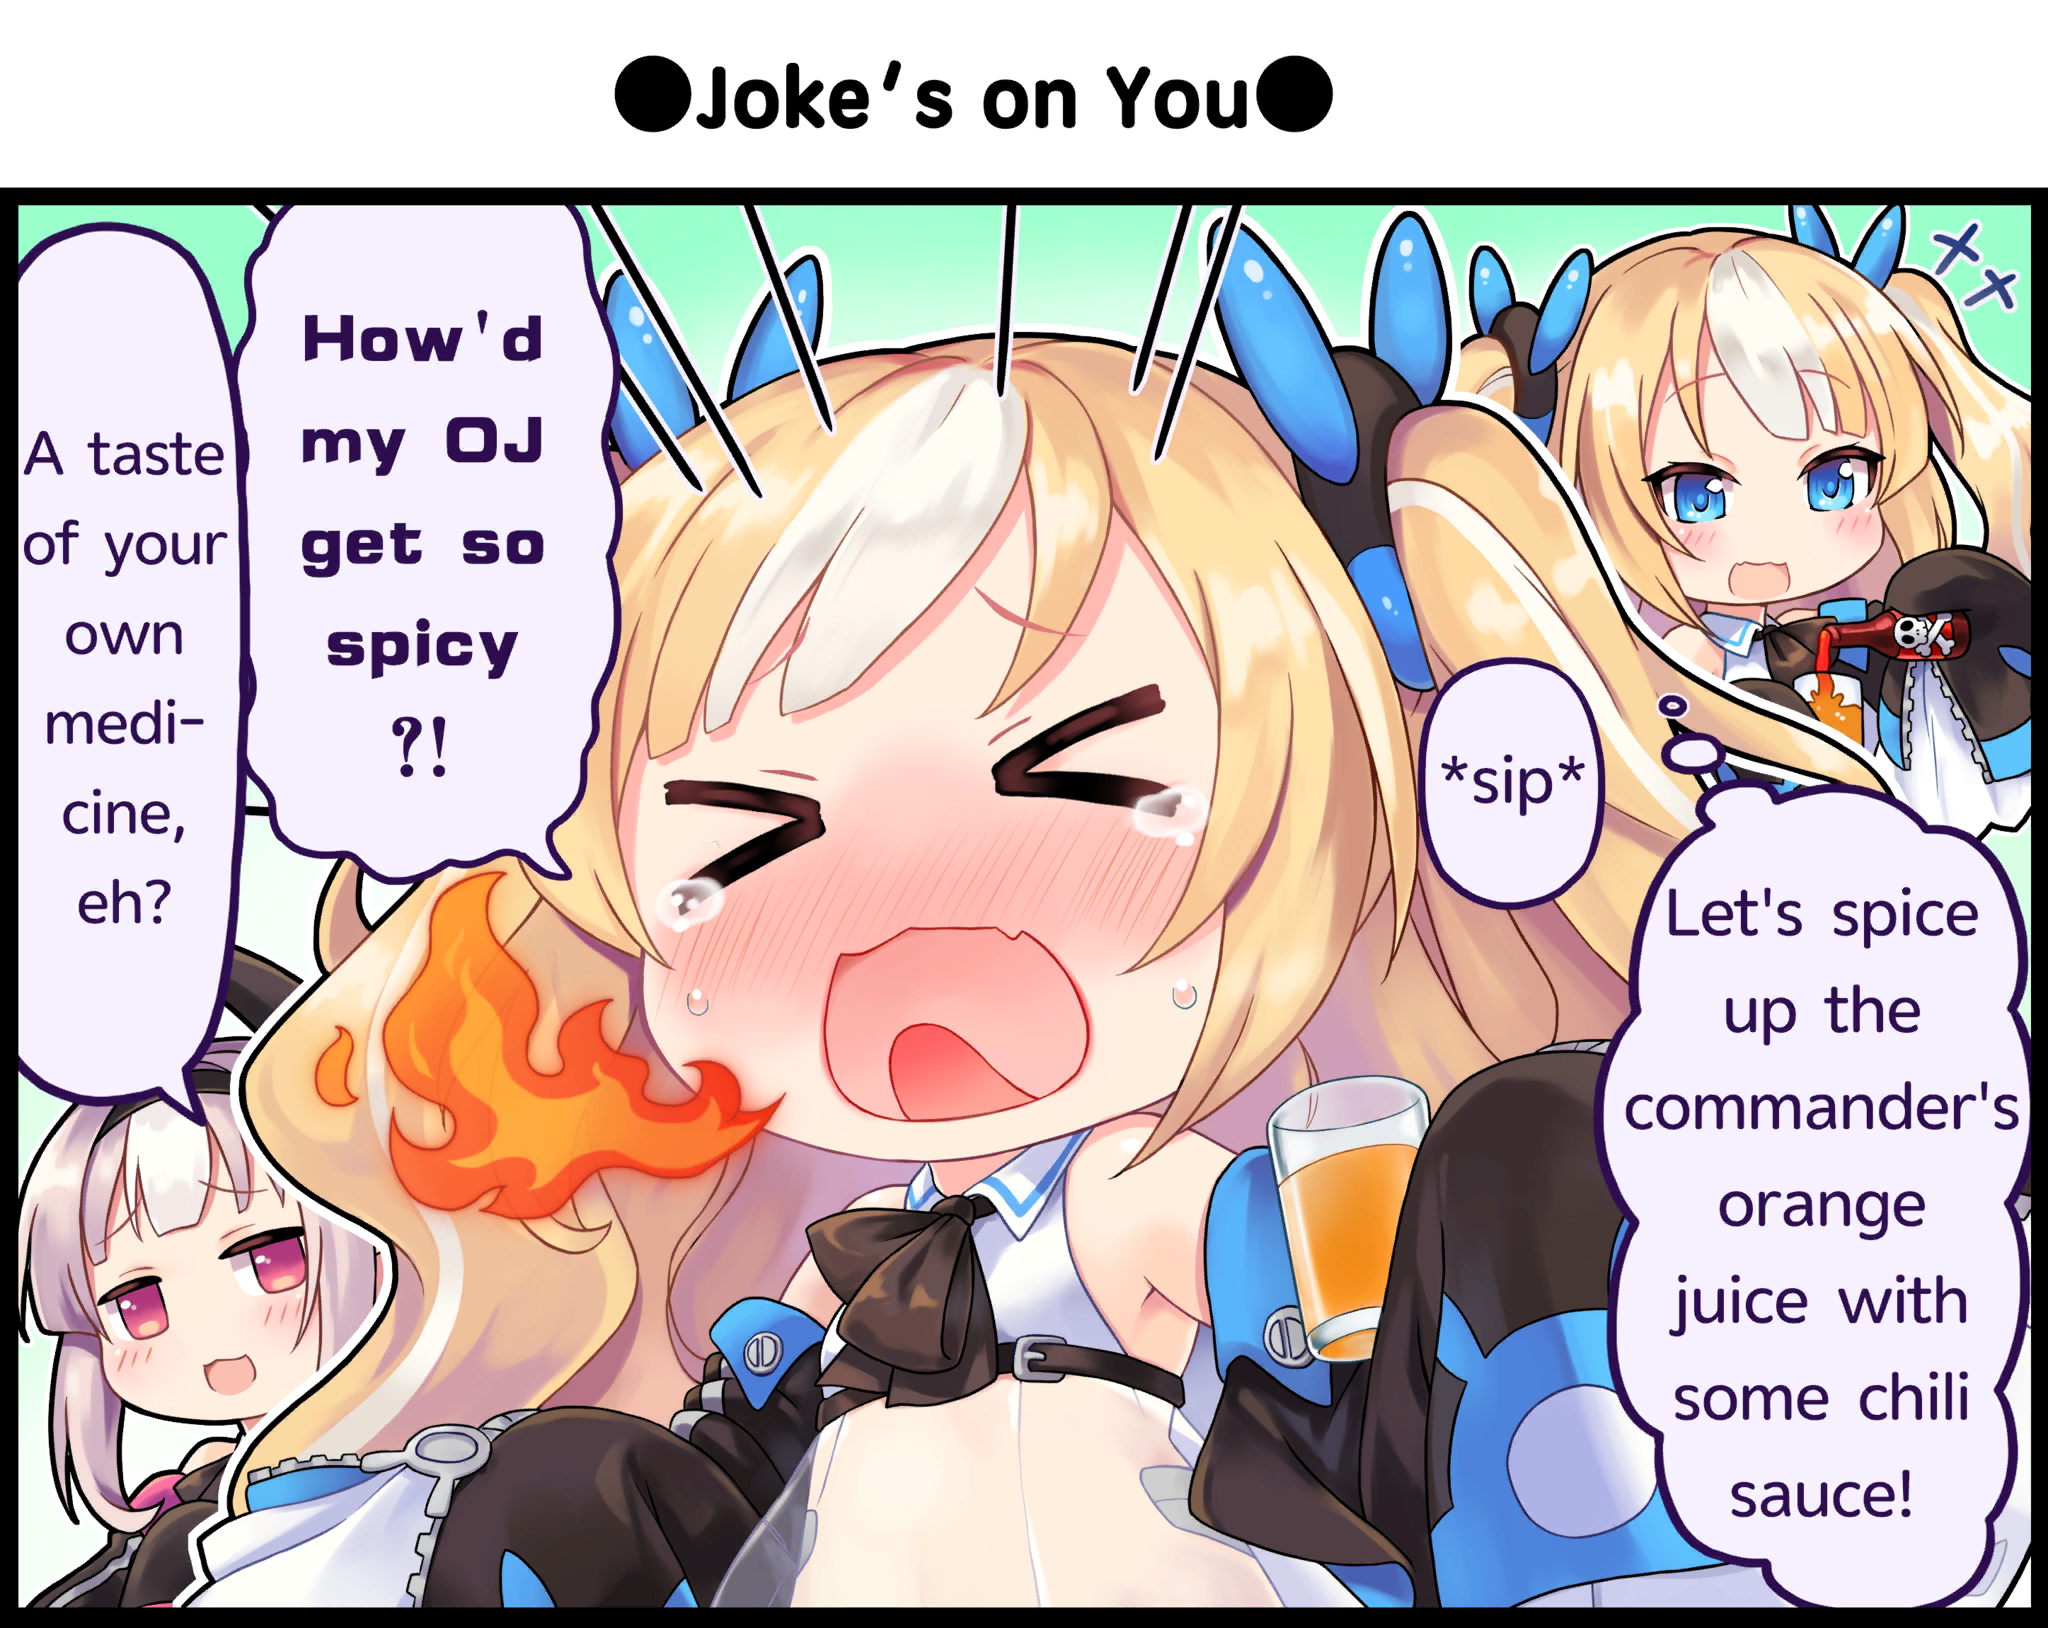 ●Joke's on You●
Let's spice
up the
commander's
orange
juice with
some chili
sauce!
*sip*
How'd
my OJ
get so
spicy
?!
A taste
of your
own
medi-
cine,
eh?